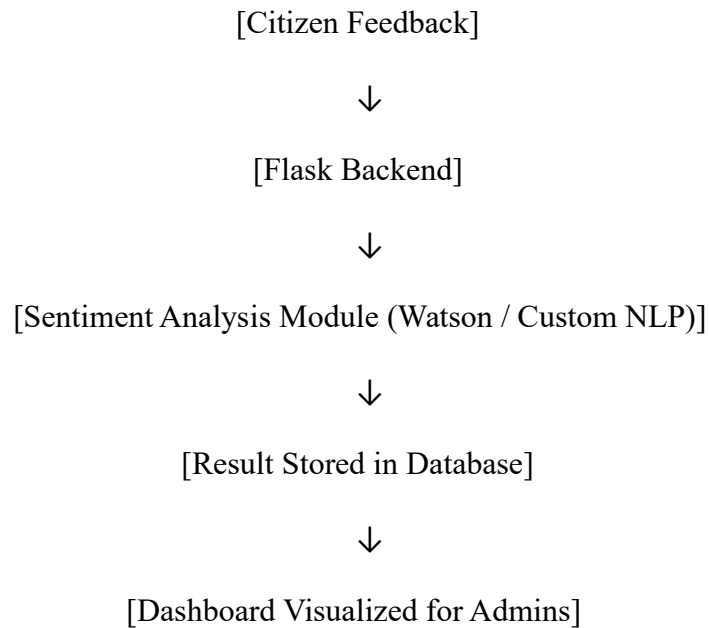 [Citizen Feedback]
↓
[Flask Backend]
↓
[Sentiment Analysis Module (Watson / Custom NLP)]
↓
[Result Stored in Database]
↓
[Dashboard Visualized for Admins]